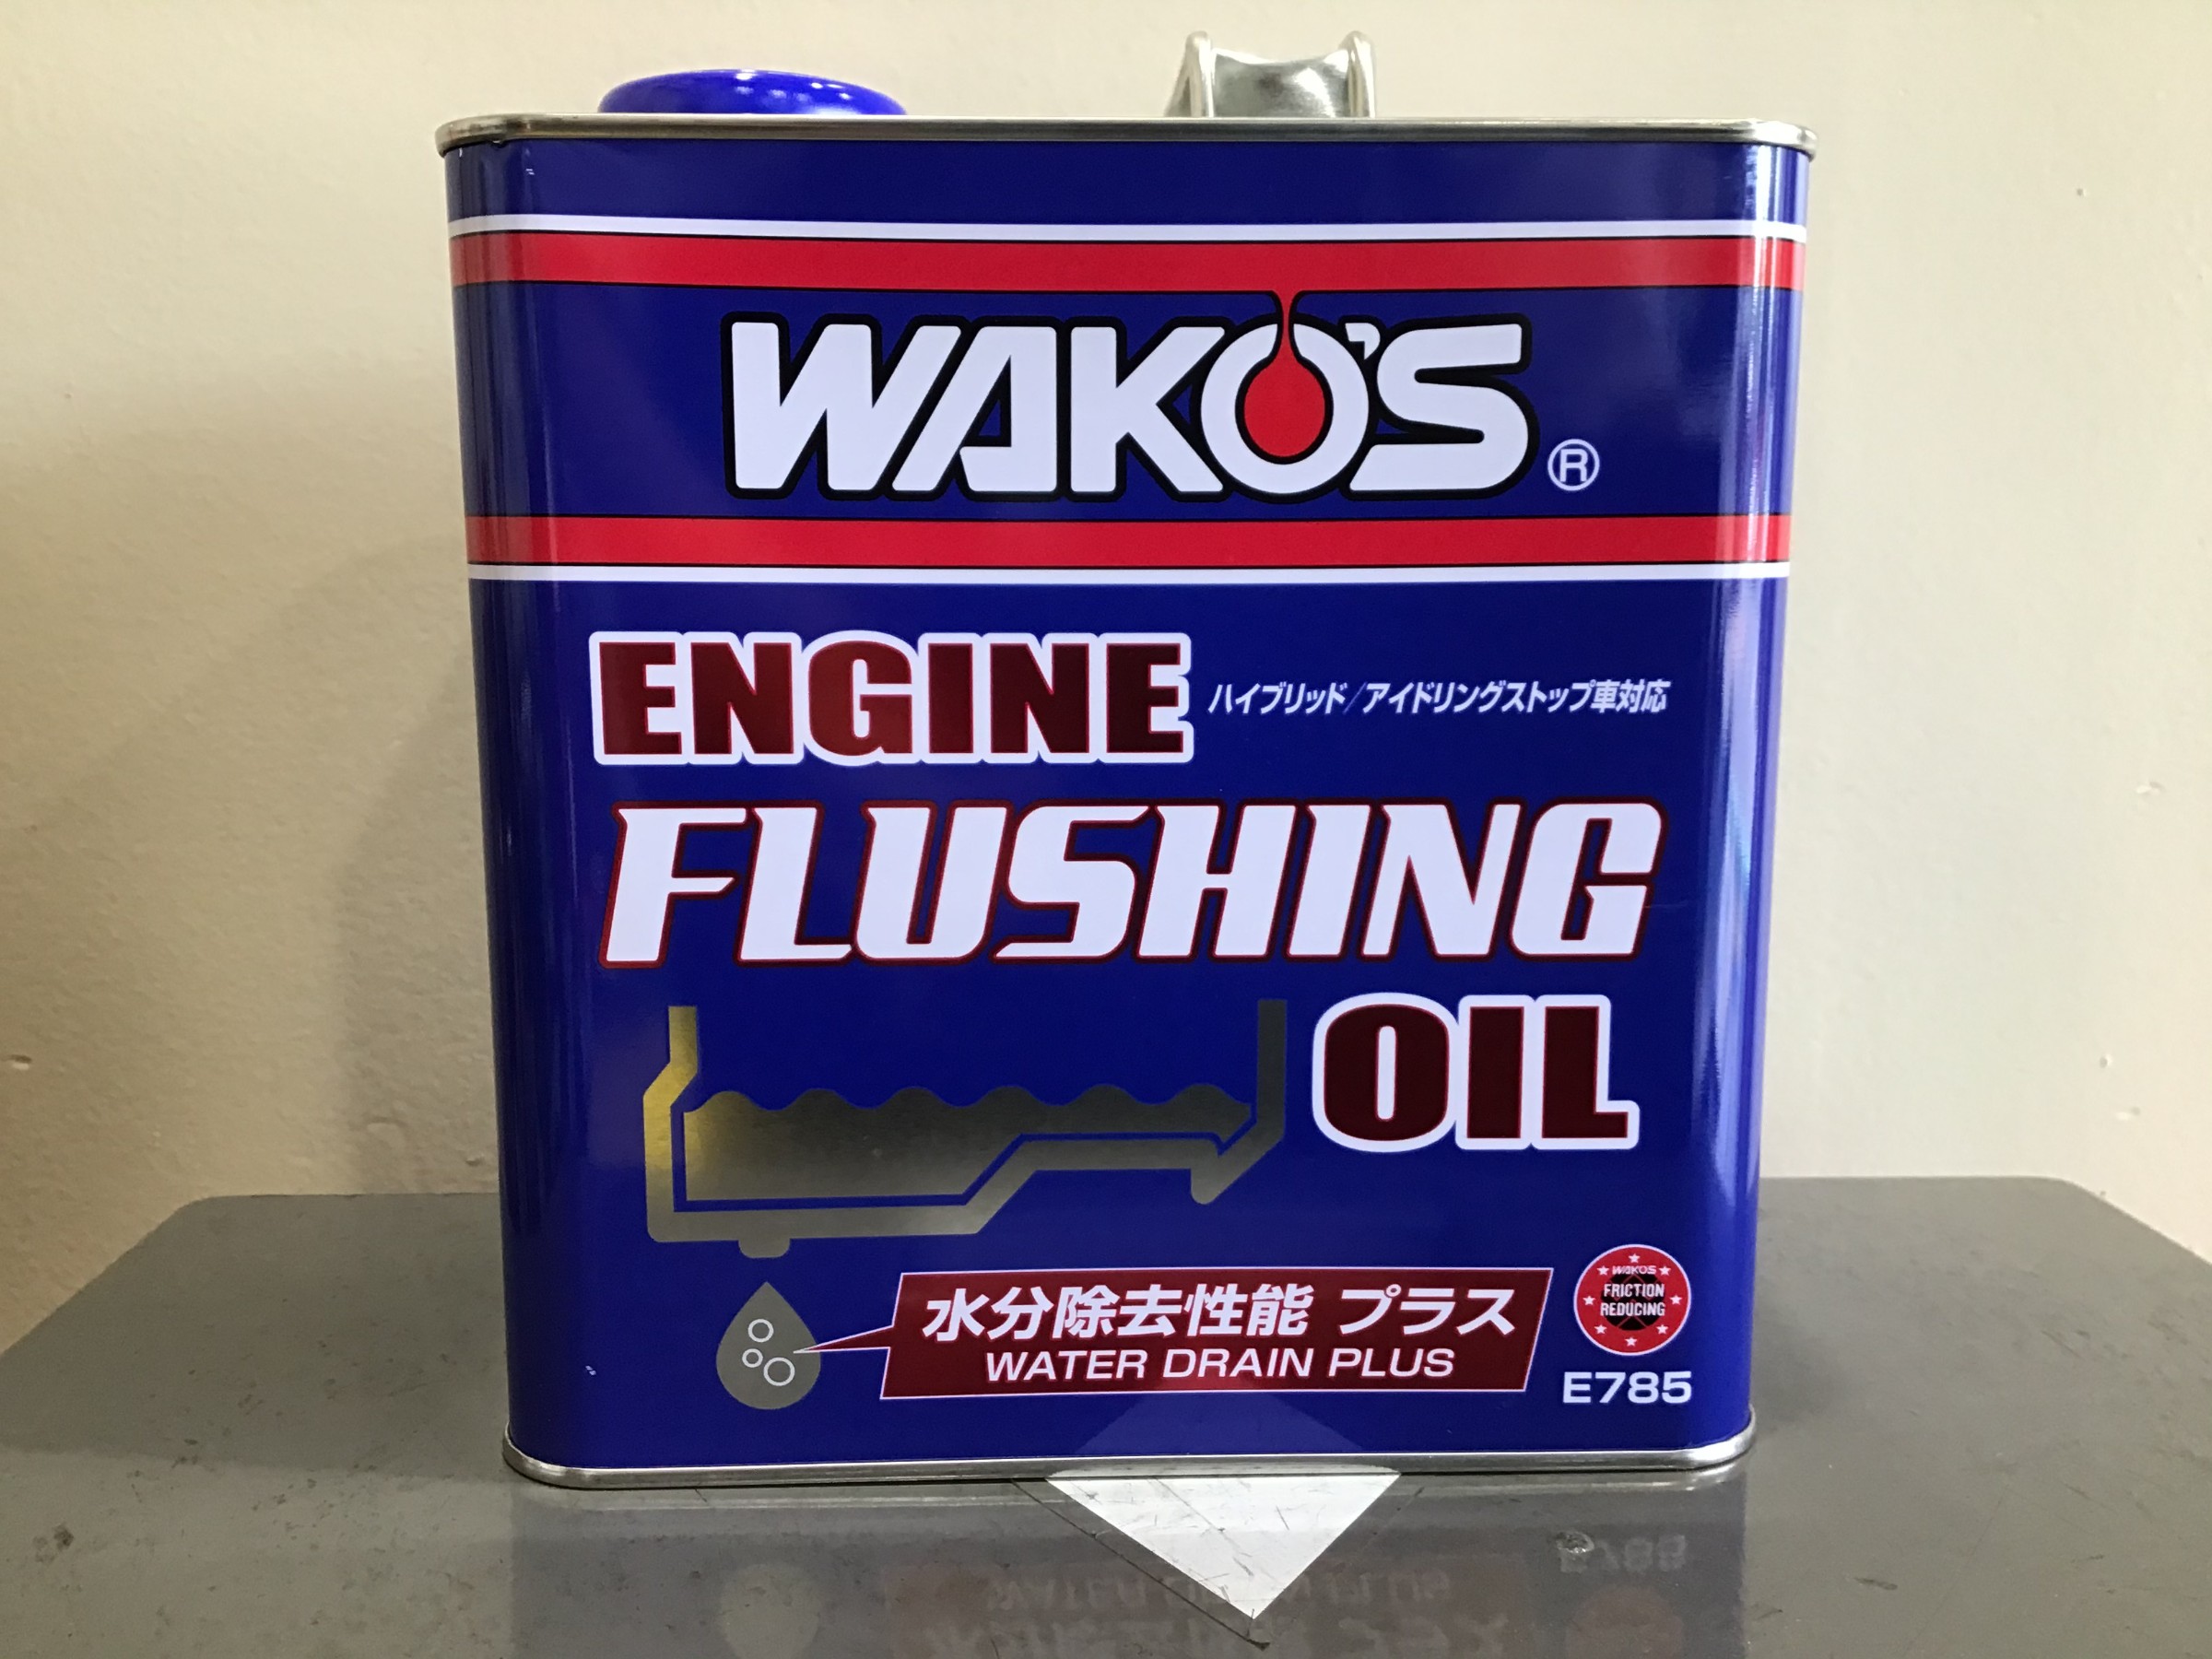 WAKO'S ®
ENGINE
ハイブリッド/アイドリングストップ車対応
FLUSHING
OIL
水分除去性能 プラス
WATER DRAIN PLUS
WAKO'S
FRICTION
REDUCING
E785